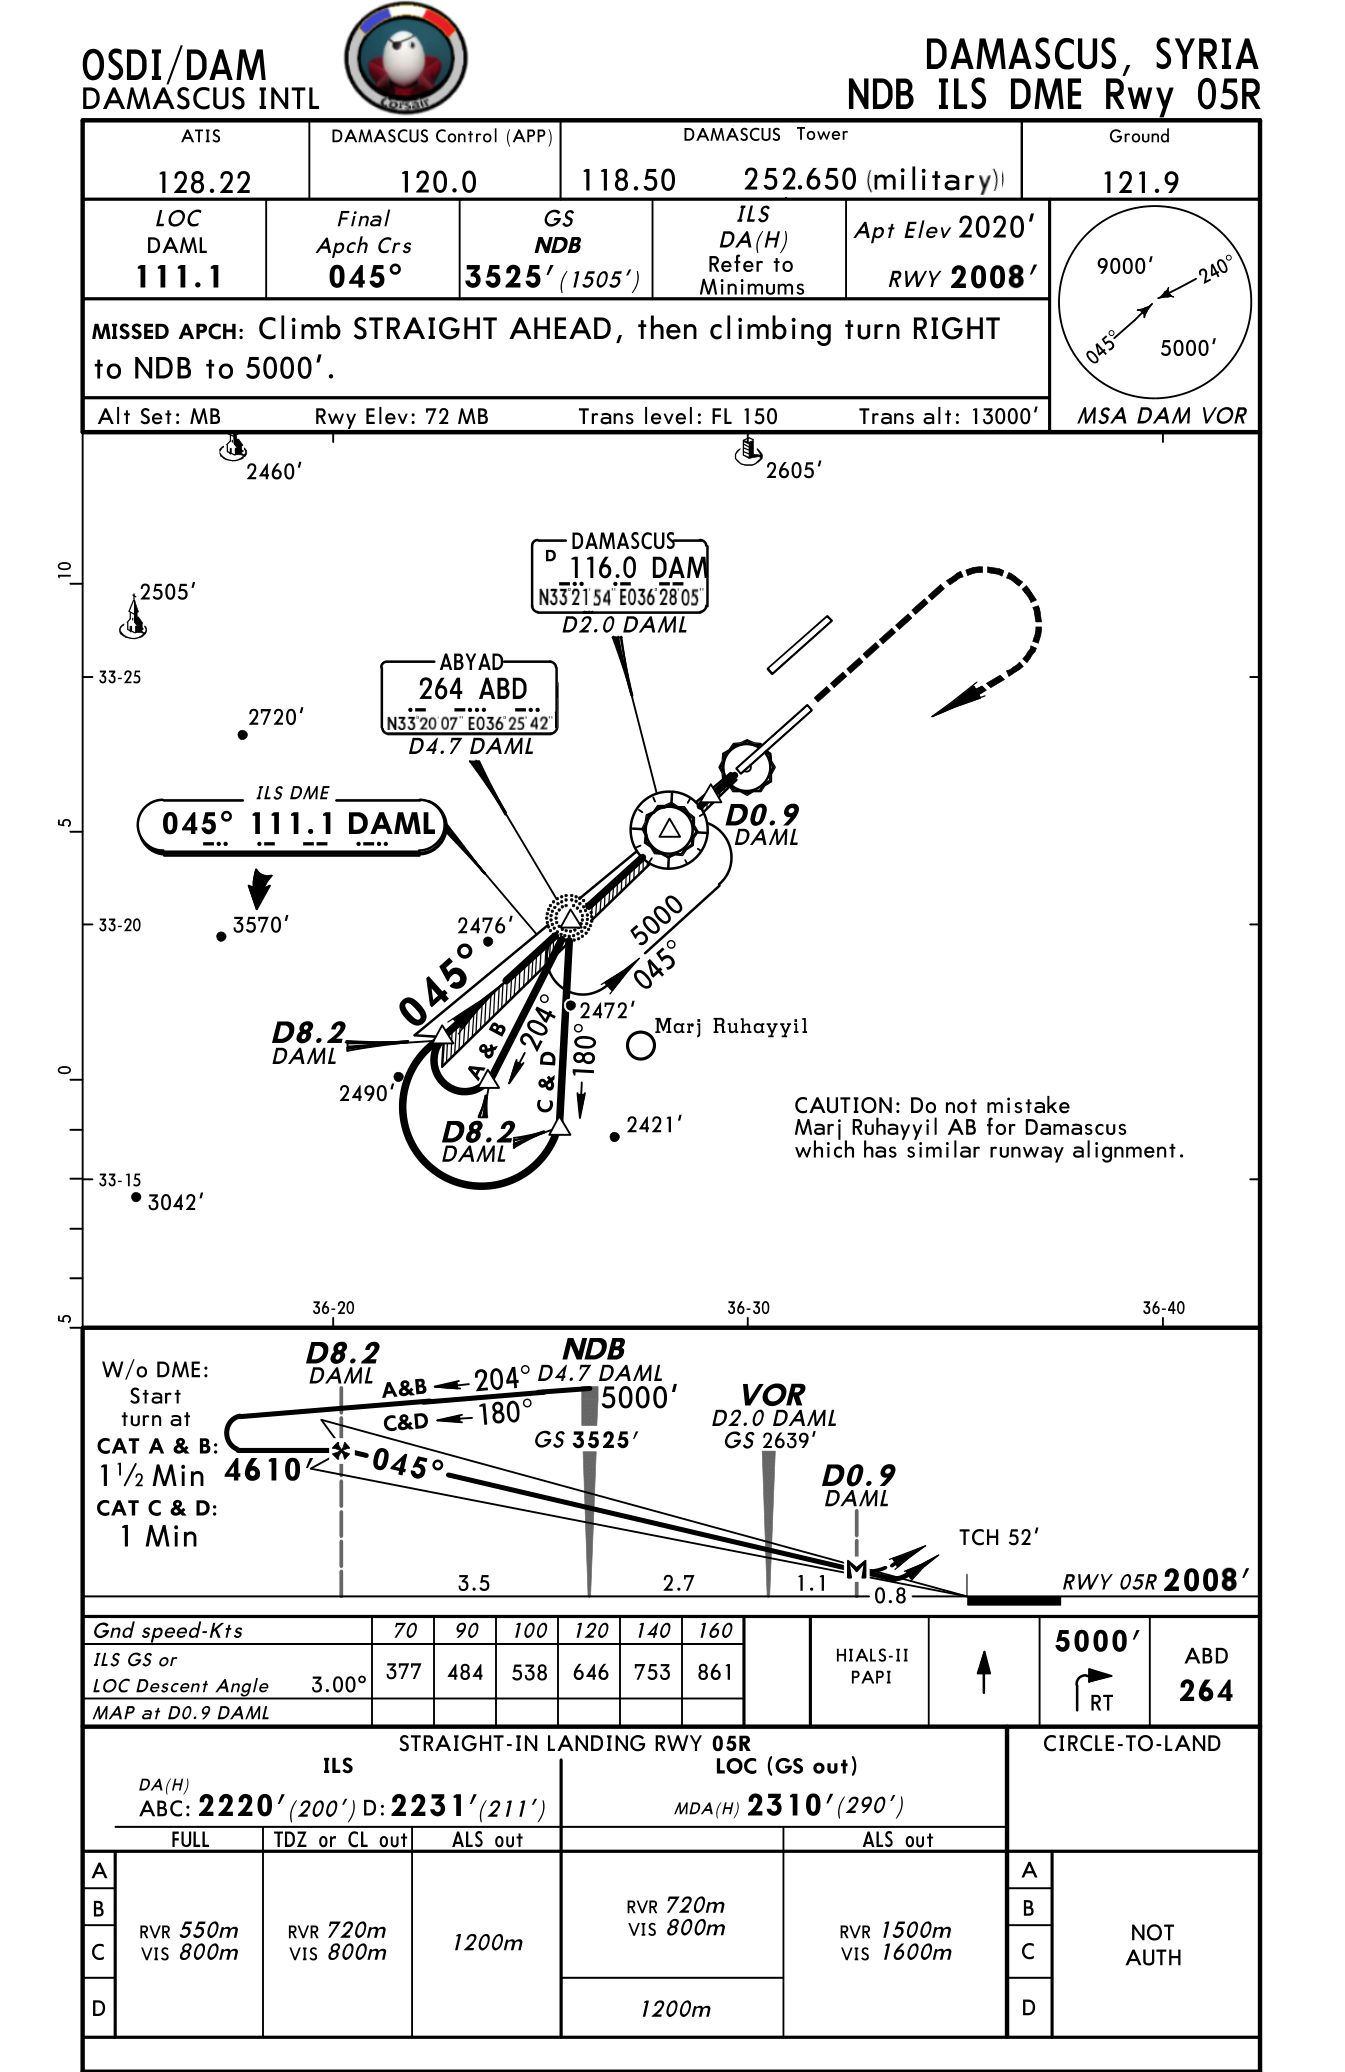 OSDI/DAM
DAMASCUS INTL
Corsair
DAMASCUS, SYRIA
NDB ILS DME Rwy 05R
ATIS
128.22
DAMASCUS Control (APP)
120.0
DAMASCUS Tower
118.50 252.650 (military)
Ground
121.9
LOC
DAML
111.1
Final
Apch Crs
045°
GS
NDB
3525' (1505')
ILS
DA(H)
Refer to
Minimums
Apt Elev 2020'
RWY 2008'
9000'
240°
045°
5000'
MSA DAM VOR
MISSED APCH: Climb STRAIGHT AHEAD, then climbing turn RIGHT
to NDB to 5000'.
Alt Set: MB Rwy Elev: 72 MB Trans level: FL 150 Trans alt: 13000'
2460'
2605'
DAMASCUS
D 116.0 DAM
N33°21'54" E036°28'05"
D2.0 DAML
10
2505'
ABYAD
264 ABD
N33°20'07" E036°25'42"
D4.7 DAML
33-25
2720'
ILS DME
045° 111.1 DAML
5
D0.9
DAML
3570'
33-20
2476'
5000
045°
045°
2472'
Marj Ruhayyil
D8.2
DAML
A & B
204°
C & D
180°
0
2490'
D8.2
DAML
2421'
CAUTION: Do not mistake
Marj Ruhayyil AB for Damascus
which has similar runway alignment.
33-15
3042'
5
36-20
36-30
36-40
W/o DME:
Start
turn at
CAT A & B:
1½ Min
CAT C & D:
1 Min
D8.2
DAML
NDB
D4.7 DAML
A&B 204°
C&D 180°
5000'
GS 3525'
VOR
D2.0 DAML
GS 2639'
4610'
045°
D0.9
DAML
M
TCH 52'
3.5
2.7
1.1
0.8
RWY 05R 2008'
Gnd speed-Kts 70 90 100 120 140 160
ILS GS or
LOC Descent Angle 3.00° 377 484 538 646 753 861
MAP at D0.9 DAML
HIALS-II
PAPI
5000'
RT
ABD
264
STRAIGHT-IN LANDING RWY 05R
CIRCLE-TO-LAND
ILS
LOC (GS out)
DA(H)
ABC: 2220' (200') D: 2231' (211')
MDA(H) 2310' (290')
FULL
TDZ or CL out
ALS out
ALS out
A
B
C
D
RVR 550m
VIS 800m
RVR 720m
VIS 800m
1200m
RVR 720m
VIS 800m
1200m
RVR 1500m
VIS 1600m
A
B
C
D
NOT
AUTH